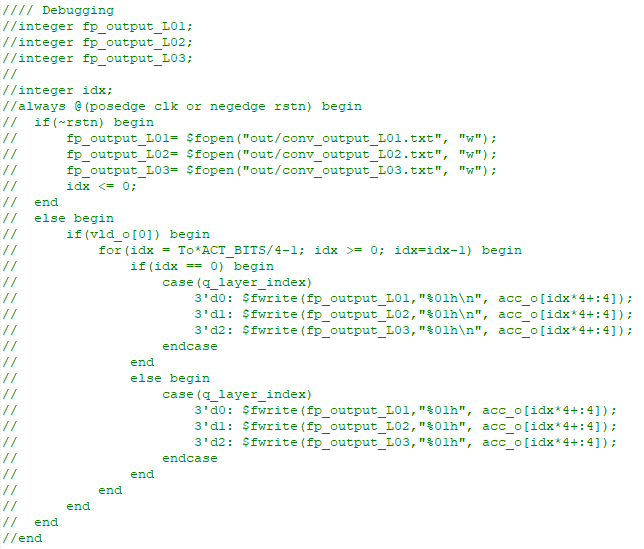 //// Debugging
//integer fp_output_L01;
//integer fp_output_L02;
//integer fp_output_L03;
//
//integer idx;
//always @(posedge clk or negedge rstn) begin
//  if(~rstn) begin
//      fp_output_L01= $fopen("out/conv_output_L01.txt", "w");
//      fp_output_L02= $fopen("out/conv_output_L02.txt", "w");
//      fp_output_L03= $fopen("out/conv_output_L03.txt", "w");
//      idx <= 0;
//  end
//  else begin
//      if(vld_o[0]) begin
//          for(idx = To*ACT_BITS/4-1; idx >= 0; idx=idx-1) begin
//              if(idx == 0) begin
//                  case(q_layer_index)
//                      3'd0: $fwrite(fp_output_L01,"%01h\n", acc_o[idx*4+:4]);
//                      3'd1: $fwrite(fp_output_L02,"%01h\n", acc_o[idx*4+:4]);
//                      3'd2: $fwrite(fp_output_L03,"%01h\n", acc_o[idx*4+:4]);
//                  endcase
//              end
//              else begin
//                  case(q_layer_index)
//                      3'd0: $fwrite(fp_output_L01,"%01h", acc_o[idx*4+:4]);
//                      3'd1: $fwrite(fp_output_L02,"%01h", acc_o[idx*4+:4]);
//                      3'd2: $fwrite(fp_output_L03,"%01h", acc_o[idx*4+:4]);
//                  endcase
//              end
//          end
//      end
//  end
//end